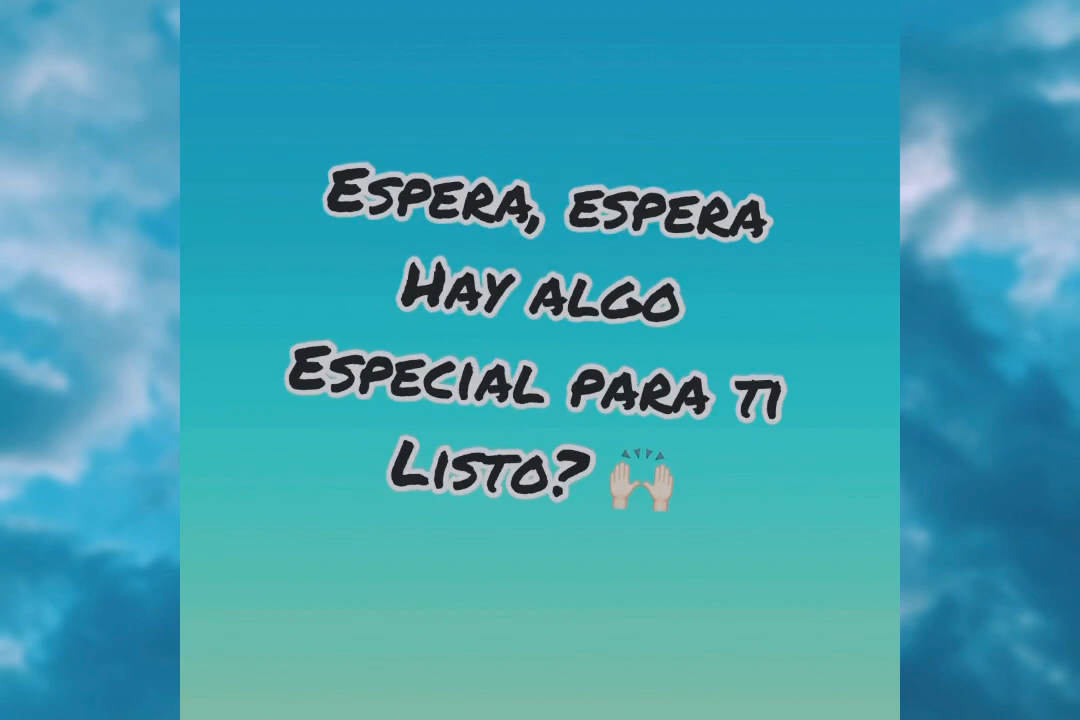 Espera, espera
Hay algo
Especial para ti
Listo? 🙌